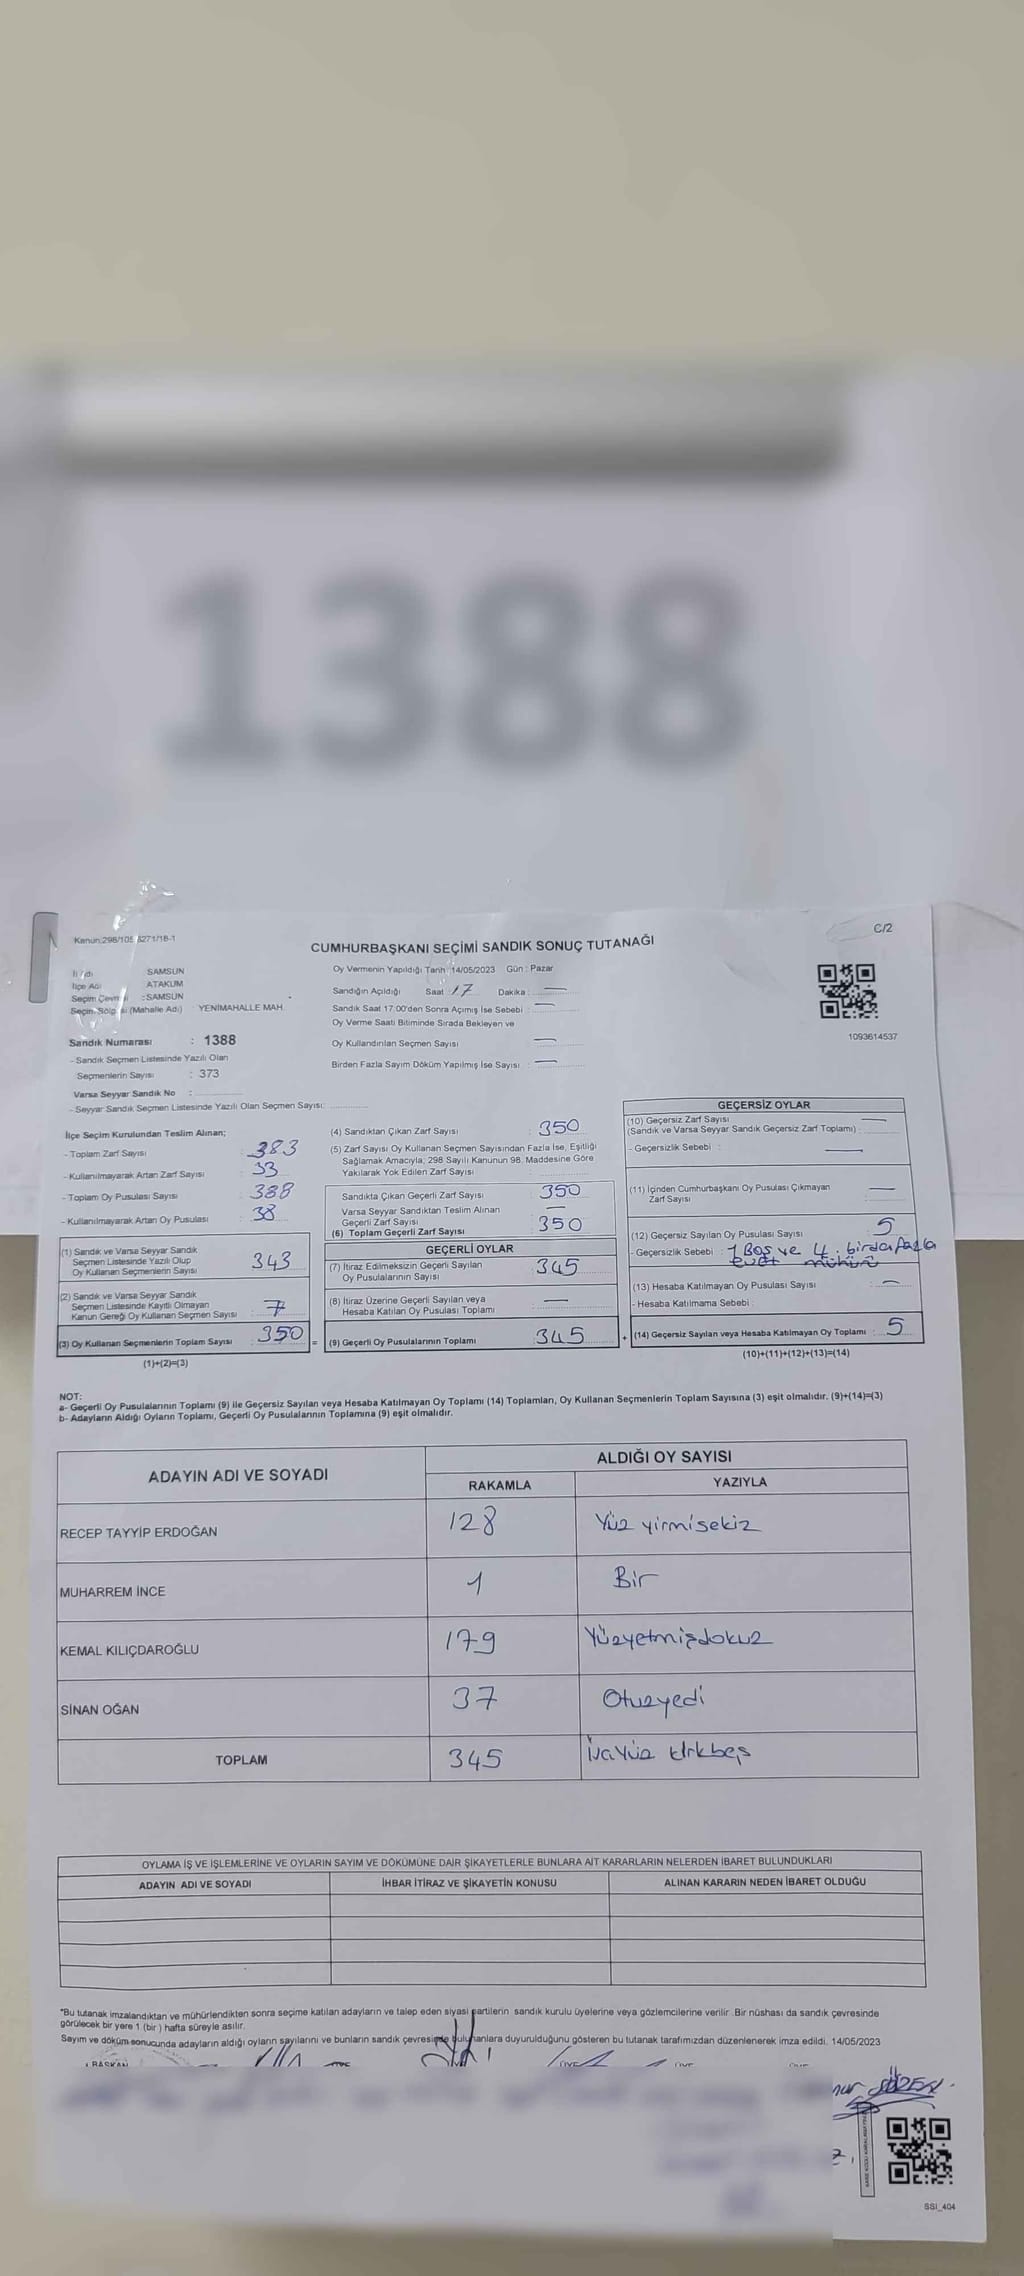 1388
Kanun:298/105 6271/18-1
C/2
CUMHURBAŞKANI SEÇİMİ SANDIK SONUÇ TUTANAĞI
İl Adı SAMSUN
İlçe Adı ATAKUM
Seçim Çevresi : SAMSUN
Seçim Bölgesi (Mahalle Adı) : YENİMAHALLE MAH.
Sandık Numarası : 1388
- Sandık Seçmen Listesinde Yazılı Olan
Seçmenlerin Sayısı : 373
Varsa Seyyar Sandık No :
- Seyyar Sandık Seçmen Listesinde Yazılı Olan Seçmen Sayısı:
Oy Vermenin Yapıldığı Tarih : 14/05/2023 Gün : Pazar
Sandığın Açıldığı Saat : 17 Dakika : —
Sandık Saat 17:00'den Sonra Açımış İse Sebebi : —
Oy Verme Saati Bitiminde Sırada Bekleyen ve
Oy Kullandırılan Seçmen Sayısı —
Birden Fazla Sayım Döküm Yapılmış İse Sayısı : —
1093614537
İlçe Seçim Kurulundan Teslim Alınan;
- Toplam Zarf Sayısı : 383
- Kullanılmayarak Artan Zarf Sayısı : 33
- Toplam Oy Pusulası Sayısı : 388
- Kullanılmayarak Artan Oy Pusulası : 38
(1) Sandık ve Varsa Seyyar Sandık
Seçmen Listesinde Yazılı Olup
Oy Kullanan Seçmenlerin Sayısı 343
(2) Sandık ve Varsa Seyyar Sandık
Seçmen Listesinde Kayıtlı Olmayan
Kanun Gereği Oy Kullanan Seçmen Sayısı 7
(3) Oy Kullanan Seçmenlerin Toplam Sayısı 350 =
(1)+(2)=(3)
(4) Sandıktan Çıkan Zarf Sayısı : 350
(5) Zarf Sayısı Oy Kullanan Seçmen Sayısından Fazla İse, Eşitliği
Sağlamak Amacıyla; 298 Sayılı Kanunun 98. Maddesine Göre
Yakılarak Yok Edilen Zarf Sayısı
Sandıkta Çıkan Geçerli Zarf Sayısı 350
Varsa Seyyar Sandıktan Teslim Alınan
Geçerli Zarf Sayısı —
(6) Toplam Geçerli Zarf Sayısı 350
GEÇERLİ OYLAR
(7) İtiraz Edilmeksizin Geçerli Sayılan
Oy Pusulalarının Sayısı 345
(8) İtiraz Üzerine Geçerli Sayılan veya
Hesaba Katılan Oy Pusulası Toplamı —
(9) Geçerli Oy Pusulalarının Toplamı 345 +
GEÇERSİZ OYLAR
(10) Geçersiz Zarf Sayısı
(Sandık ve Varsa Seyyar Sandık Geçersiz Zarf Toplamı) : —
- Geçersizlik Sebebi : —
(11) İçinden Cumhurbaşkanı Oy Pusulası Çıkmayan
Zarf Sayısı —
(12) Geçersiz Sayılan Oy Pusulası Sayısı 5
- Geçersizlik Sebebi : 1 Boş ve 4. birden fazla
evet mühürü
(13) Hesaba Katılmayan Oy Pusulası Sayısı : —
- Hesaba Katılmama Sebebi :
(14) Geçersiz Sayılan veya Hesaba Katılmayan Oy Toplamı : 5
(10)+(11)+(12)+(13)=(14)
NOT:
a- Geçerli Oy Pusulalarının Toplamı (9) ile Geçersiz Sayılan veya Hesaba Katılmayan Oy Toplamı (14) Toplamları, Oy Kullanan Seçmenlerin Toplam Sayısına (3) eşit olmalıdır. (9)+(14)=(3)
b- Adayların Aldığı Oyların Toplamı, Geçerli Oy Pusulalarının Toplamına (9) eşit olmalıdır.
ADAYIN ADI VE SOYADI ALDIĞI OY SAYISI
RAKAMLA YAZIYLA
RECEP TAYYİP ERDOĞAN 128 Yüz yirmisekiz
MUHARREM İNCE 1 Bir
KEMAL KILIÇDAROĞLU 179 Yüzyetmişdokuz
SİNAN OĞAN 37 Otuzyedi
TOPLAM 345 kırkbeş
OYLAMA İŞ VE İŞLEMLERİNE VE OYLARIN SAYIM VE DÖKÜMÜNE DAİR ŞİKAYETLERLE BUNLARA AİT KARARLARIN NELERDEN İBARET BULUNDUKLARI
ADAYIN ADI VE SOYADI İHBAR İTİRAZ VE ŞİKAYETİN KONUSU ALINAN KARARIN NEDEN İBARET OLDUĞU
*Bu tutanak imzalandıktan ve mühürlendikten sonra seçime katılan adayların ve talep eden siyasi partilerin sandık kurulu üyelerine veya gözlemcilerine verilir. Bir nüshası da sandık çevresinde
görülecek bir yere 1 (bir) hafta süreyle asılır.
Sayım ve döküm sonucunda adayların aldığı oyların sayılarını ve bunların sandık çevresinde bulunanlara duyurulduğunu gösteren bu tutanak tarafımızdan düzenlenerek imza edildi. 14/05/2023
BAŞKAN
SSI_404